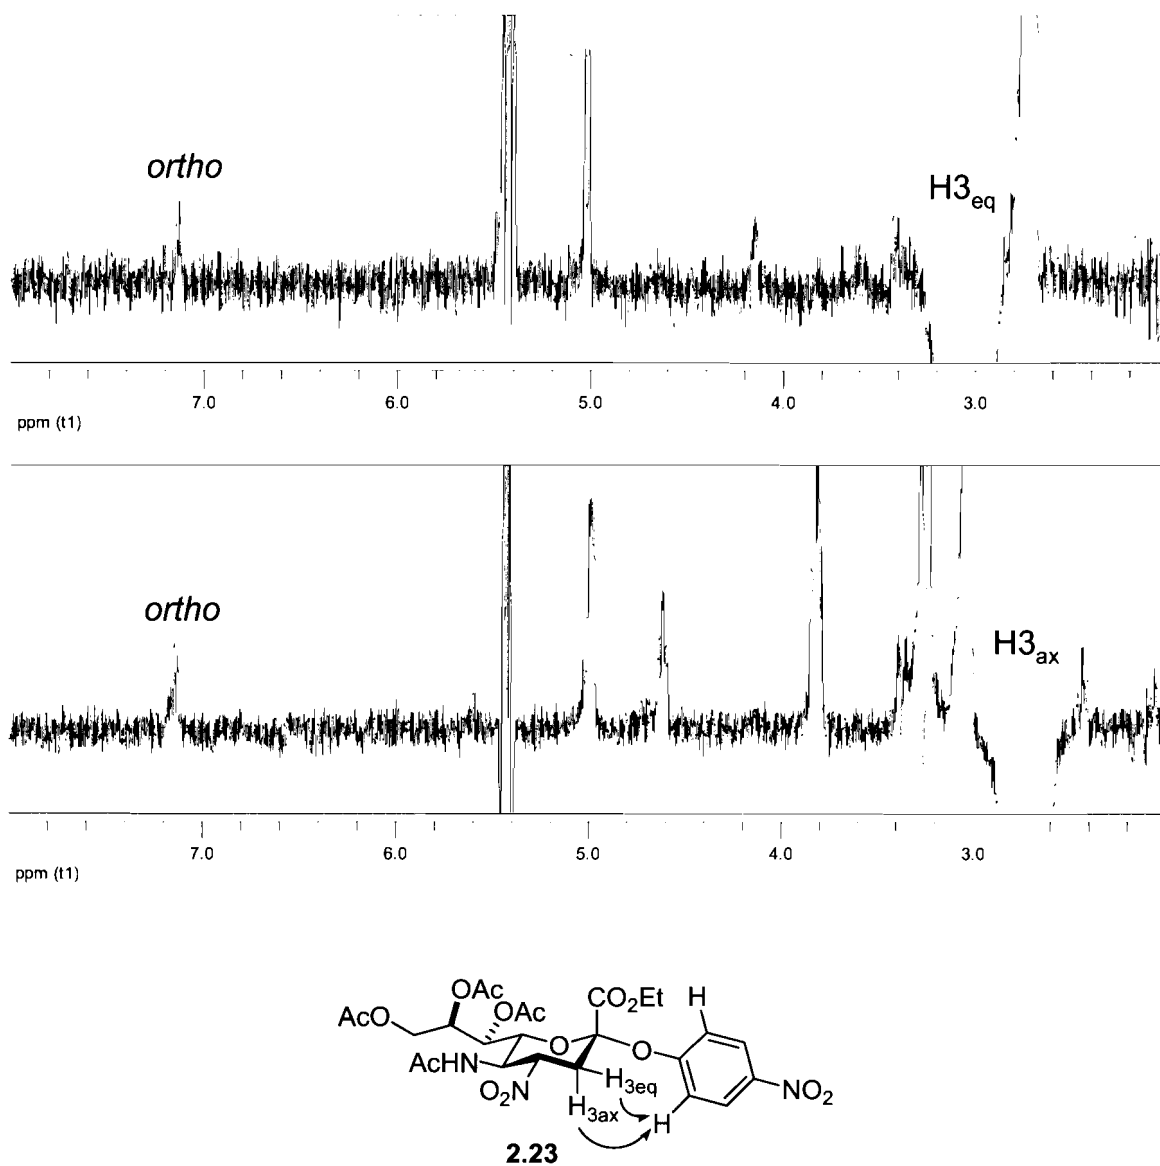 ortho
H3eq
7.0 6.0 5.0 4.0 3.0
ppm (t1)
ortho
H3ax
7.0 6.0 5.0 4.0 3.0
ppm (t1)
OAc CO2Et H
AcO OAc
O O
AcHN H3eq NO2
O2N H3ax H
2.23